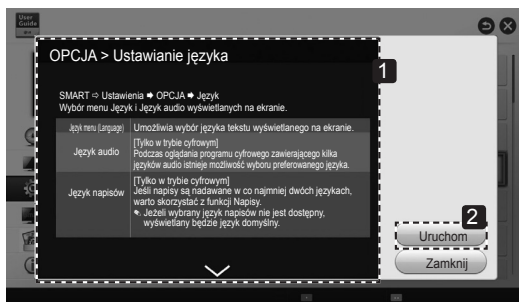 User
Guide
OPCJA > Ustawianie języka
1
SMART ⇨ Ustawienia ➡ OPCJA ➡ Język
Wybór menu Język i Język audio wyświetlanych na ekranie.
Język menu (Language)
Umożliwia wybór języka tekstu wyświetlanego na ekranie.
Język audio
[Tylko w trybie cyfrowym]
Podczas oglądania programu cyfrowego zawierającego kilka
języków audio istnieje możliwość wyboru preferowanego języka.
Język napisów
[Tylko w trybie cyfrowym]
Jeśli napisy są nadawane w co najmniej dwóch językach,
warto skorzystać z funkcji Napisy.
Jeżeli wybrany język napisów nie jest dostępny,
wyświetlany będzie język domyślny.
2
Uruchom
Zamknij